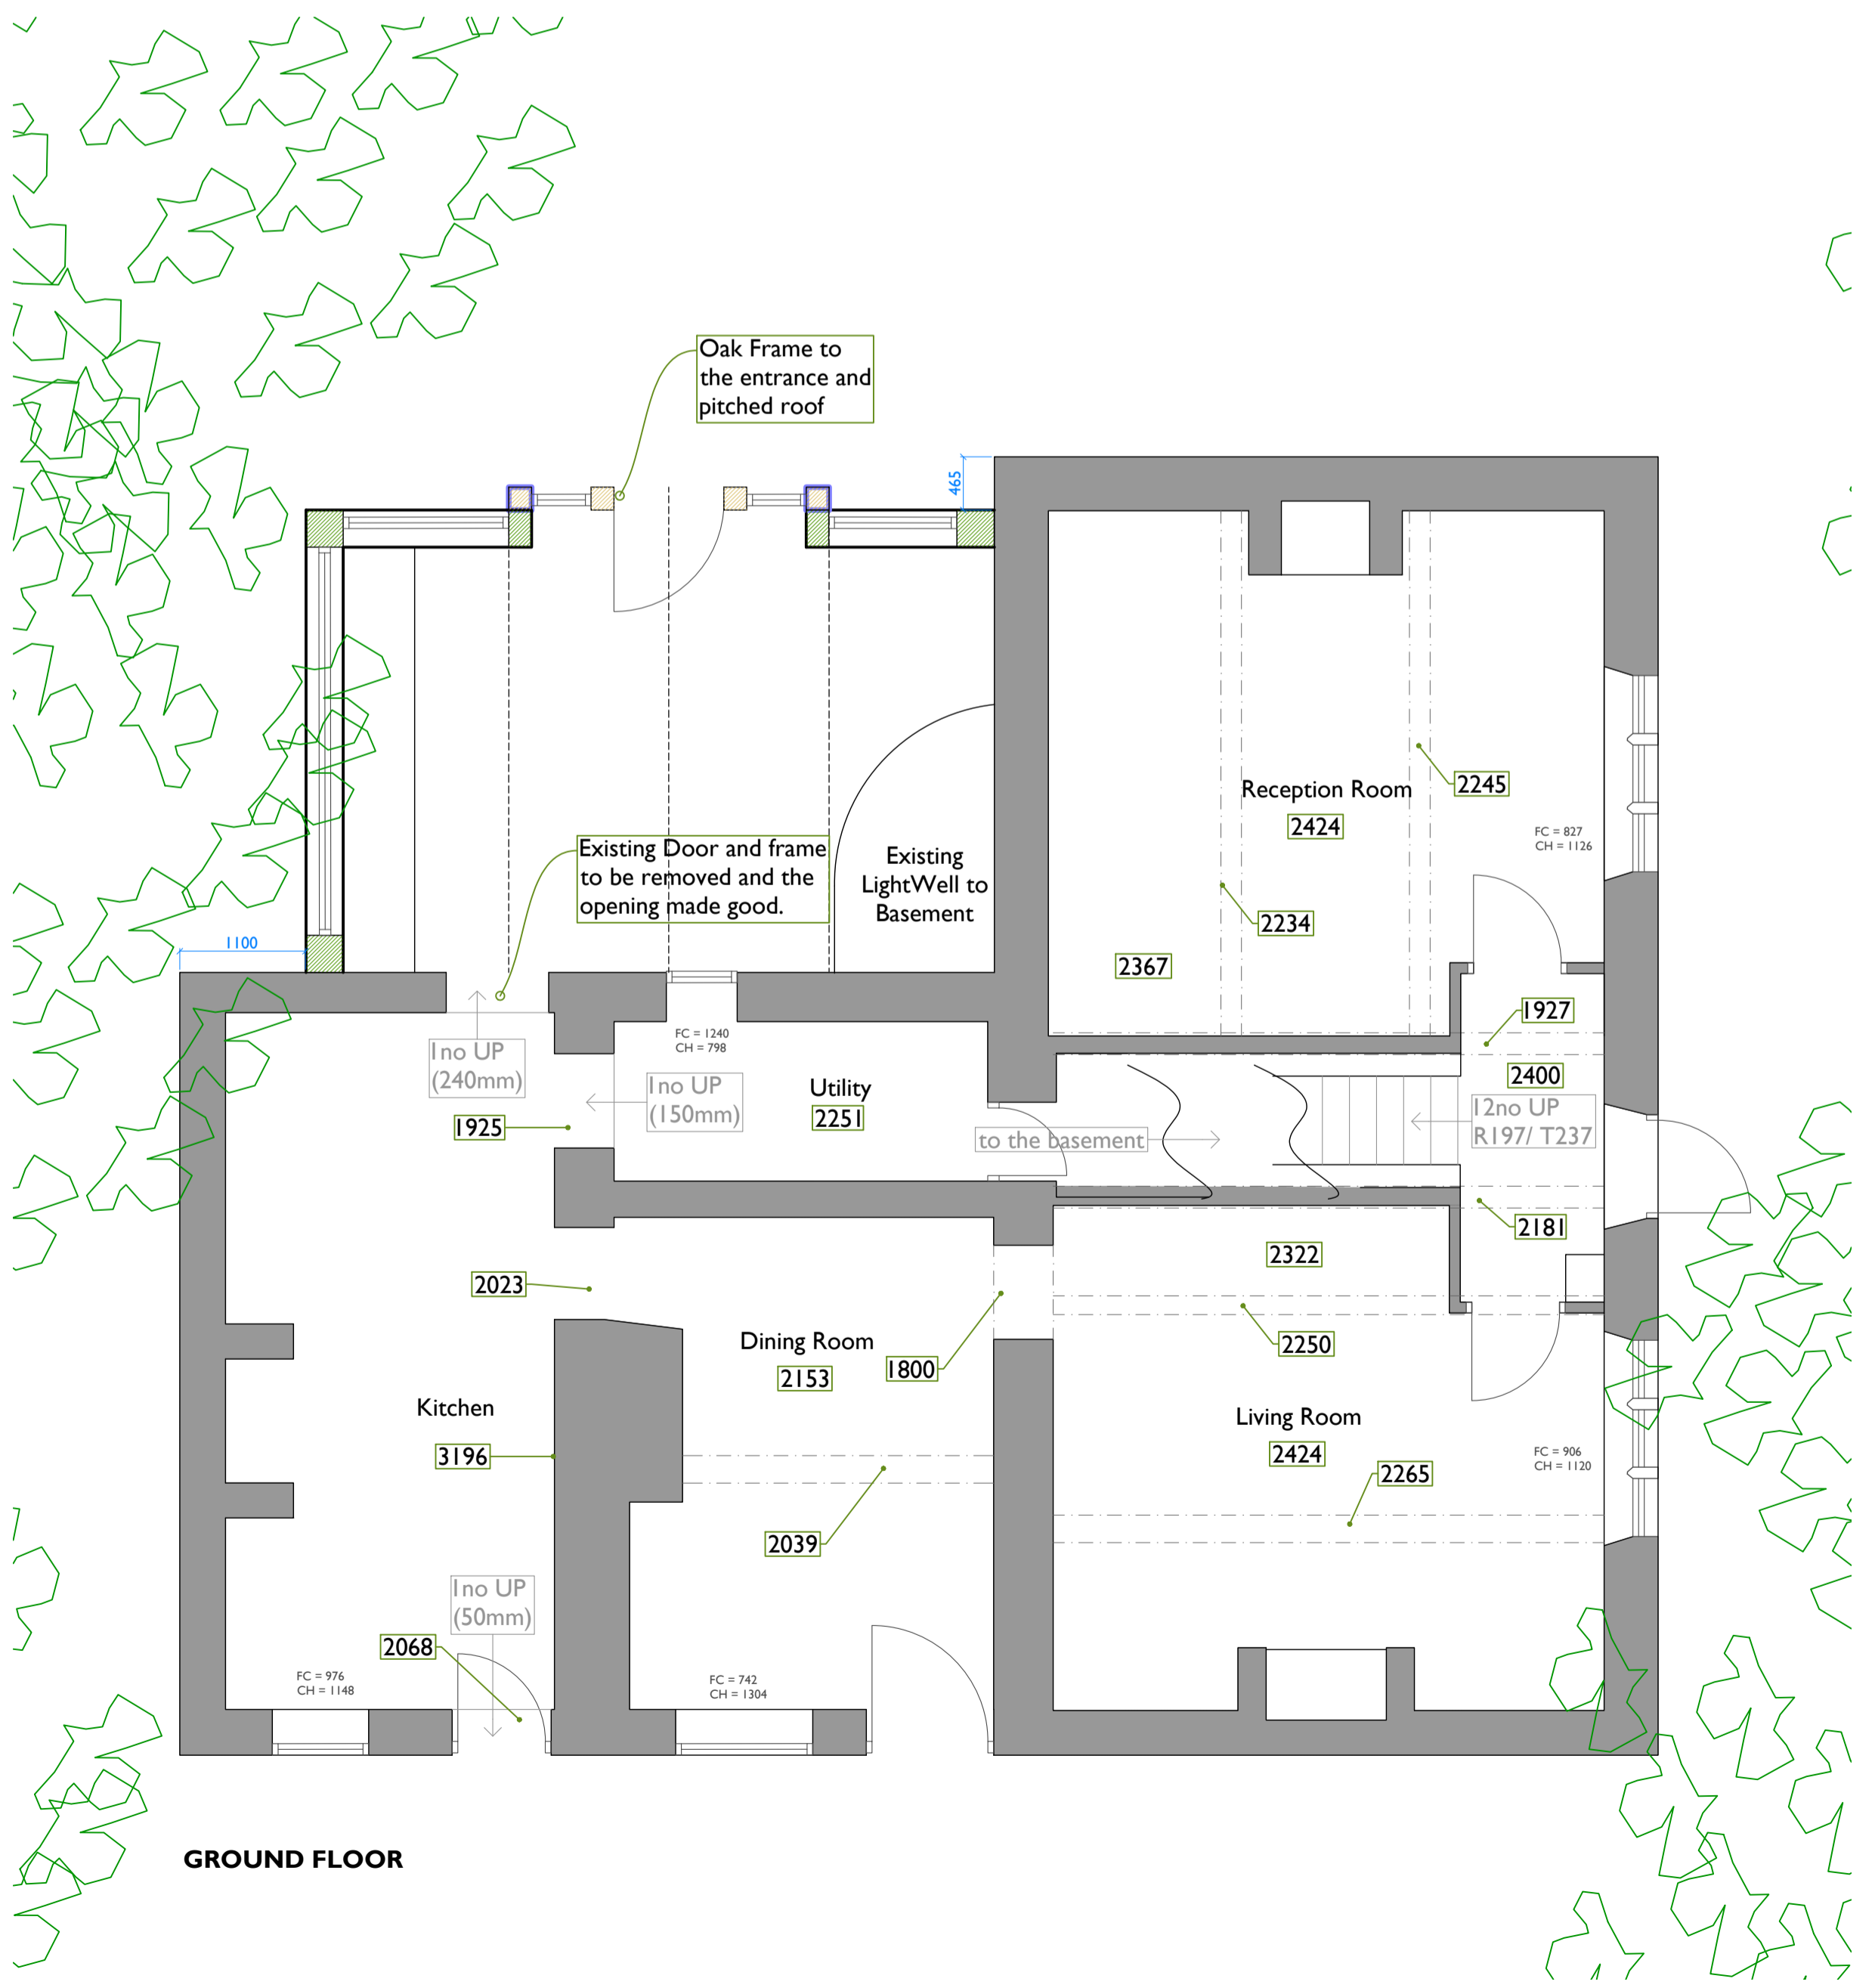 Oak Frame to
the entrance and
pitched roof
465
Reception Room
2424
2245
FC = 827
CH = 1126
Existing Door and frame
to be removed and the
opening made good.
Existing
LightWell to
Basement
2234
1100
2367
1927
FC = 1240
CH = 798
1no UP
(240mm)
1no UP
(150mm)
Utility
2251
2400
12no UP
R197/ T237
1925
to the basement
2181
2322
2023
2250
Dining Room
2153
1800
Kitchen
3196
Living Room
2424
FC = 906
CH = 1120
2265
2039
1no UP
(50mm)
2068
FC = 976
CH = 1148
FC = 742
CH = 1304
GROUND FLOOR